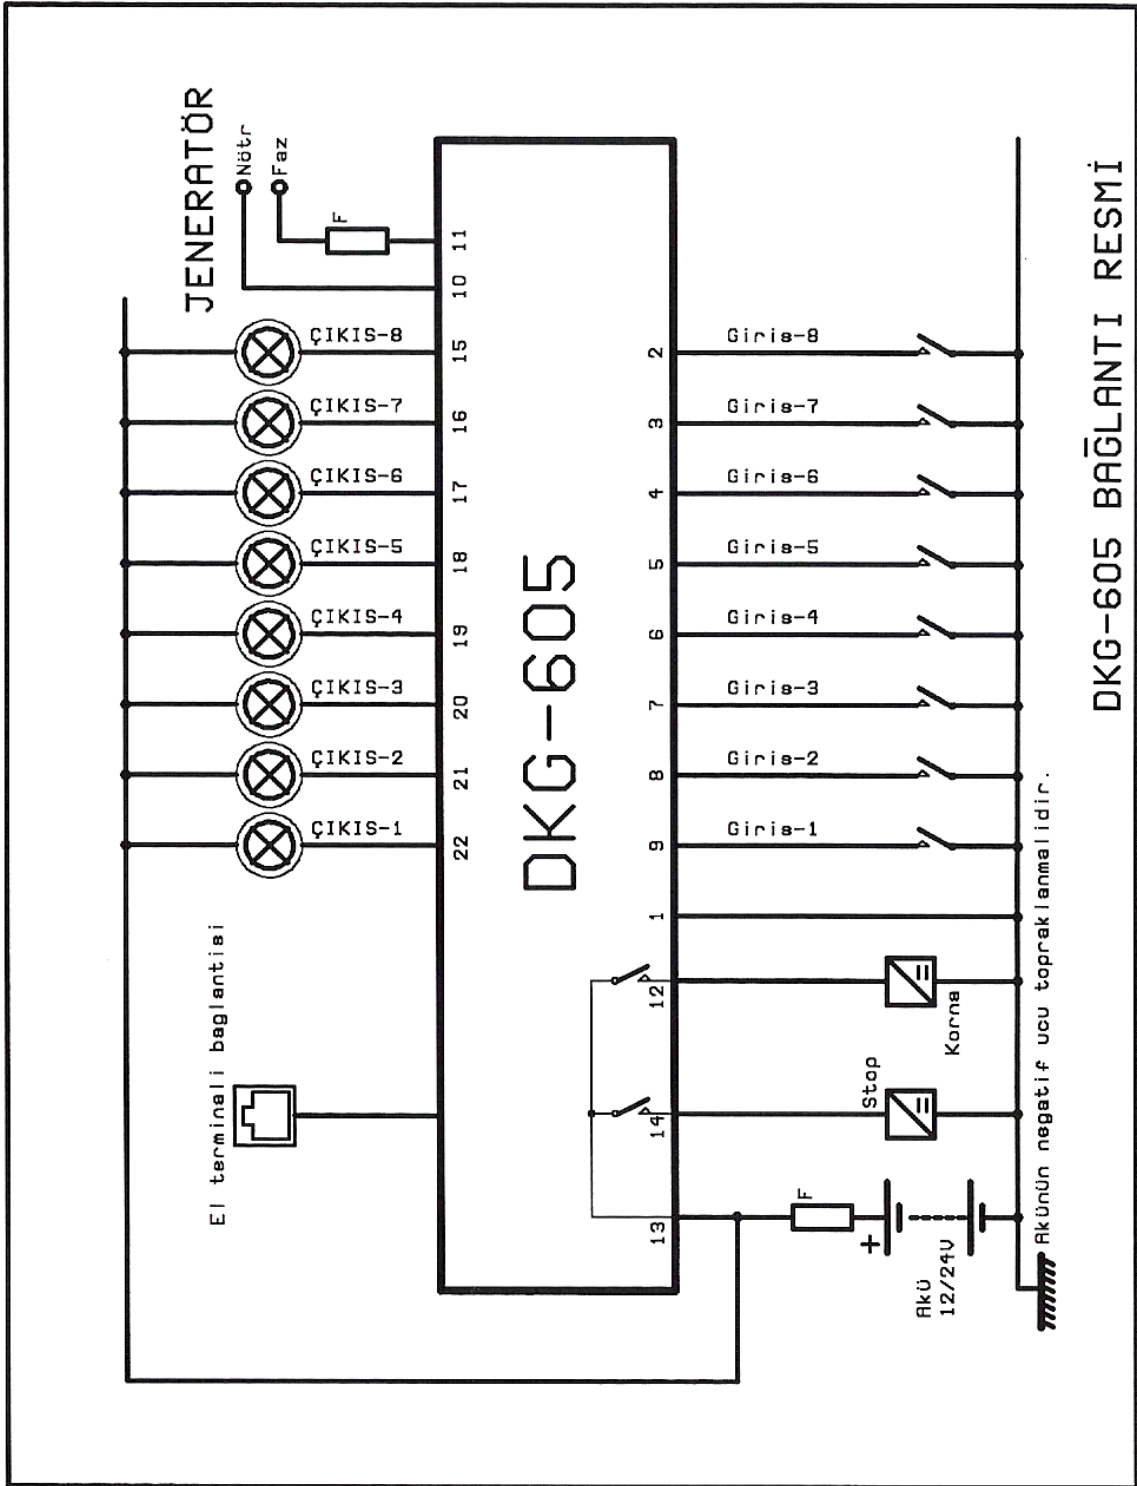 JENERATÖR
El terminali baglantisi
Nötr
Faz
F
ÇIKIS-1
ÇIKIS-2
ÇIKIS-3
ÇIKIS-4
ÇIKIS-5
ÇIKIS-6
ÇIKIS-7
ÇIKIS-8
22 21 20 19 18 17 16 15 10 11
DKG-605
13 14 12 1 9 8 7 6 5 4 3 2
Giris-1
Giris-2
Giris-3
Giris-4
Giris-5
Giris-6
Giris-7
Giris-8
F
+
Stop
Akü
12/24V
Korna
Akünün negatif ucu topraklanmalidir.
DKG-605 BAĞLANTI RESMİ